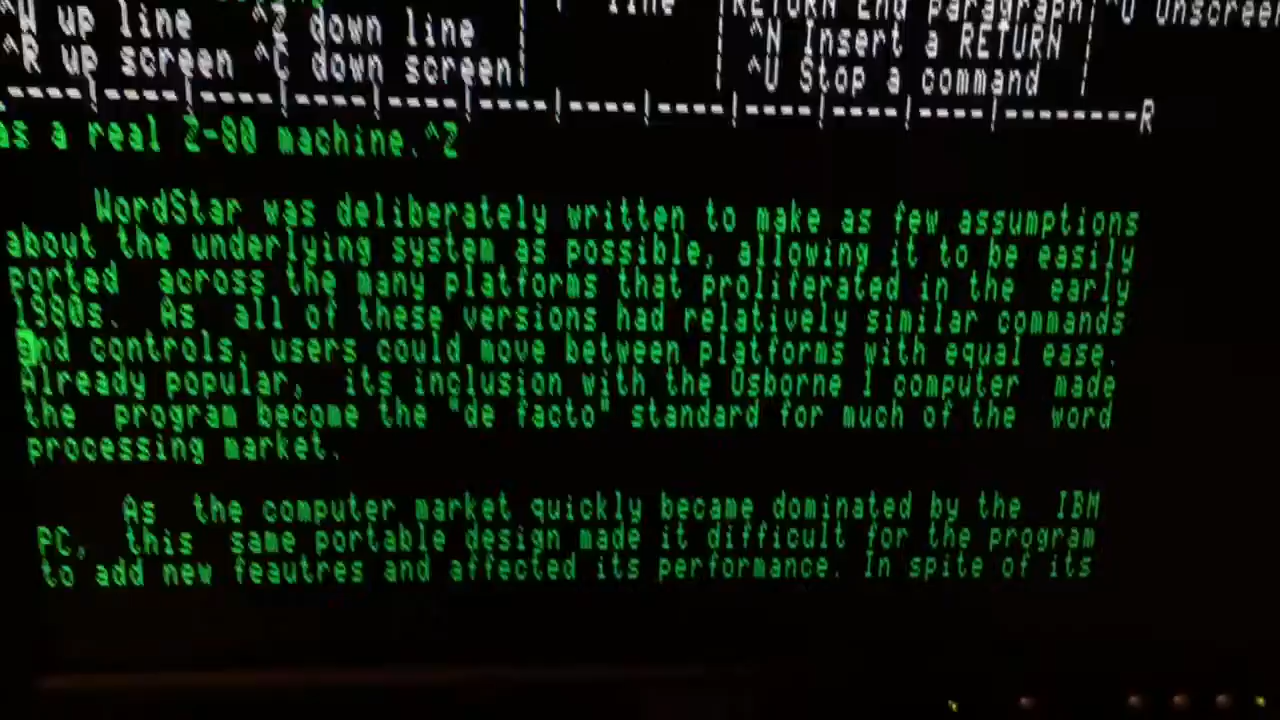 ^W up line ^Z down line line RETURN End paragraph ^U Unscreen
^N Insert a RETURN
^R up screen ^C down screen ^U Stop a command
----|----|----|----|----|----|----|----|----|----|----|--------R
as a real Z-80 machine.^Z
WordStar was deliberately written to make as few assumptions
about the underlying system as possible, allowing it to be easily
ported across the many platforms that proliferated in the early
1980s. As all of these versions had relatively similar commands
and controls, users could move between platforms with equal ease.
Already popular, its inclusion with the Osborne 1 computer made
the program become the "de facto" standard for much of the word
processing market.
As the computer market quickly became dominated by the IBM
PC, this same portable design made it difficult for the program
to add new feautres and affected its performance. In spite of its